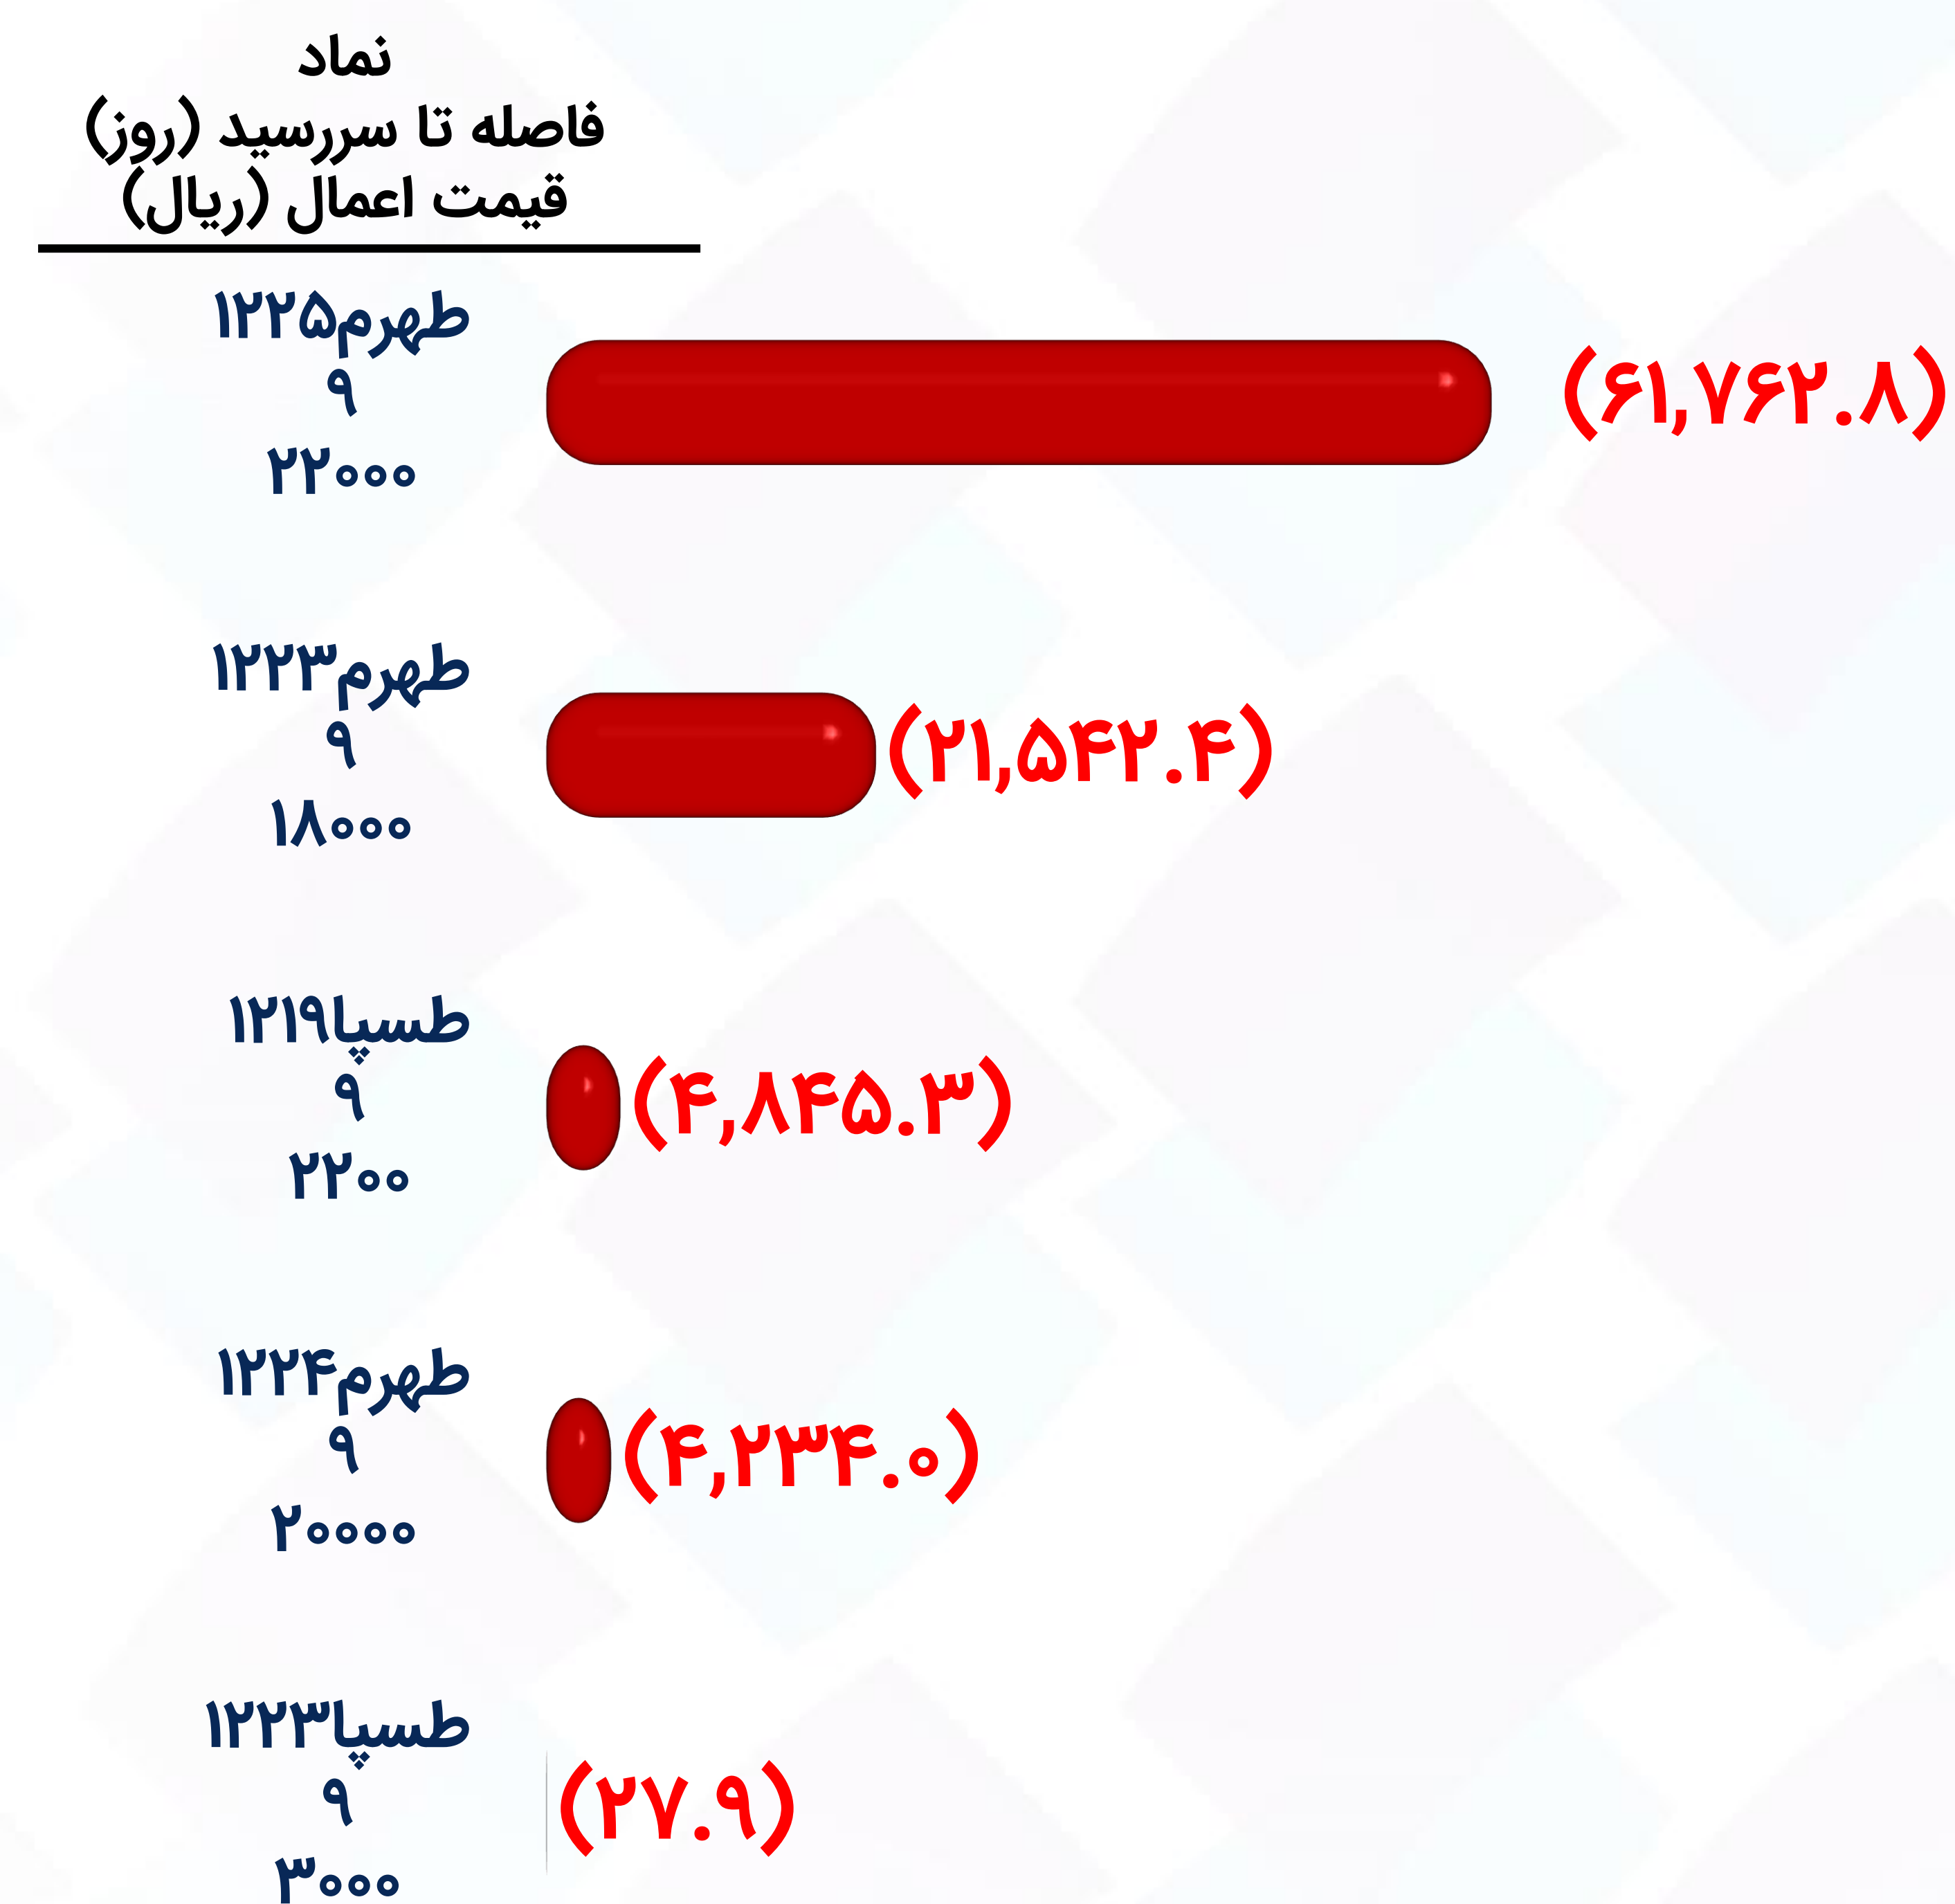 نماد
فاصله تا سررسید (روز)
قیمت اعمال (ریال)
طهرم۱۲۲۵
۹
۲۲۰۰۰
(۶۱,۷۶۲.۸)
طهرم۱۲۲۳
۹
۱۸۰۰۰
(۲۱,۵۴۲.۴)
طسپا۱۲۱۹
۹
۲۲۰۰
(۴,۸۴۵.۳)
طهرم۱۲۲۴
۹
۲۰۰۰۰
(۴,۲۳۴.۰)
طسپا۱۲۲۳
۹
۳۰۰۰
(۲۷.۹)